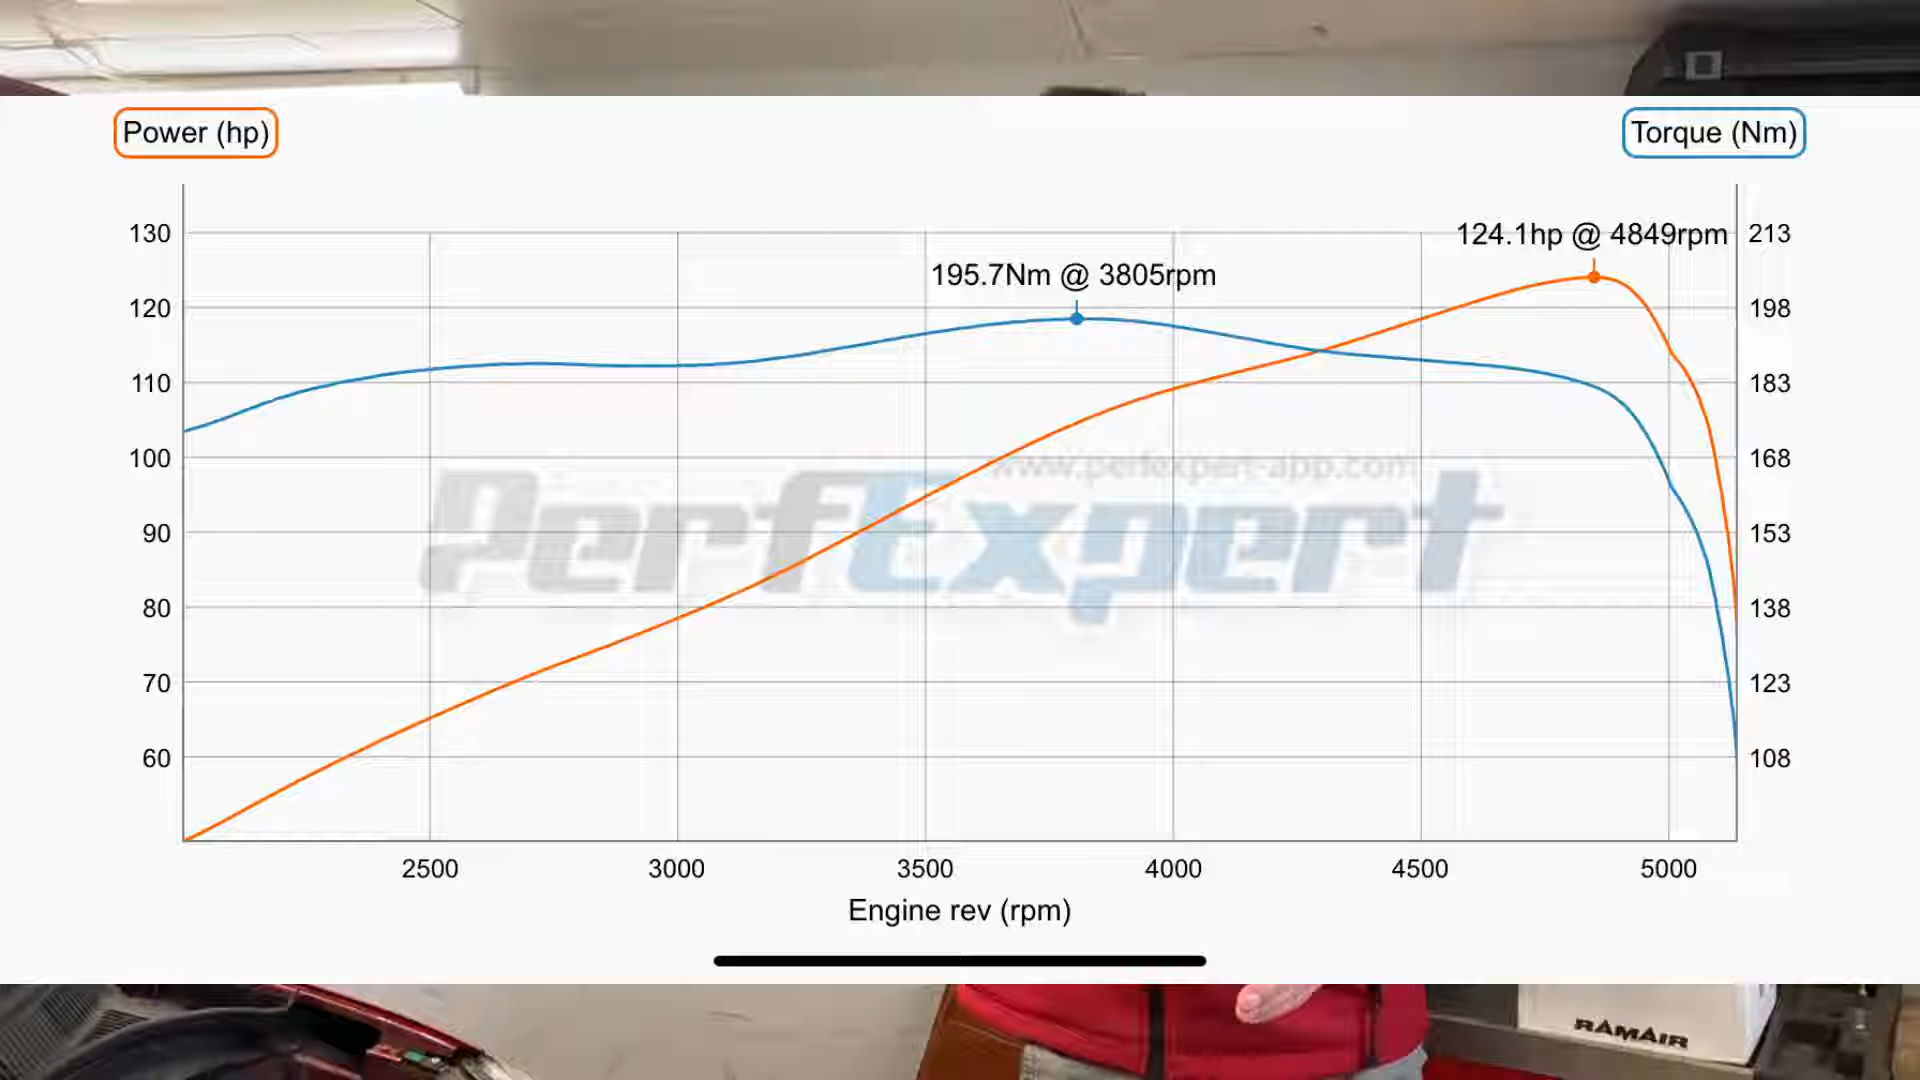 Power (hp)
Torque (Nm)
124.1hp @ 4849rpm
195.7Nm @ 3805rpm
130
120
110
100
90
80
70
60
213
198
183
168
153
138
123
108
www.perfexpert-app.com
PerfExpert
2500 3000 3500 4000 4500 5000
Engine rev (rpm)
RAMAIR